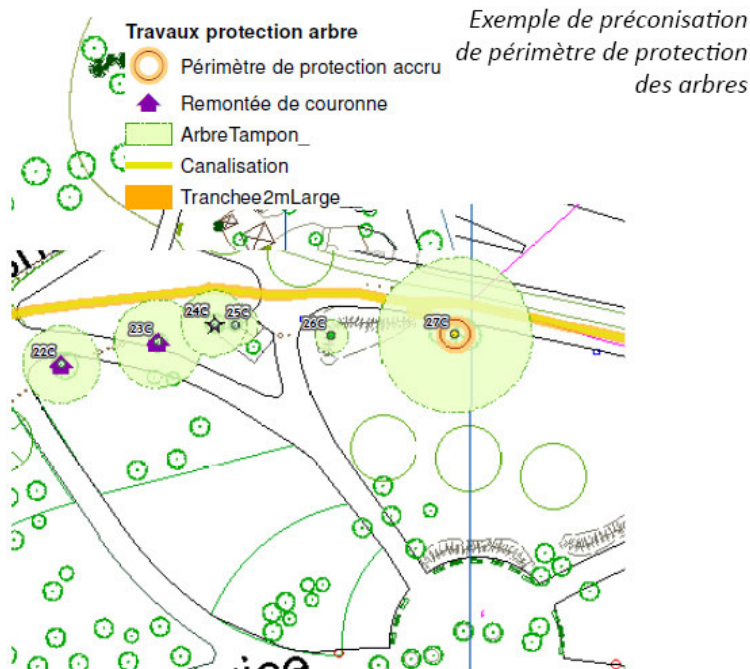 Exemple de préconisation
de périmètre de protection
des arbres
Travaux protection arbre
Périmètre de protection accru
Remontée de couronne
ArbreTampon_
Canalisation
Tranchee2mLarge__
22C
23C
24C
25C
26C
27C